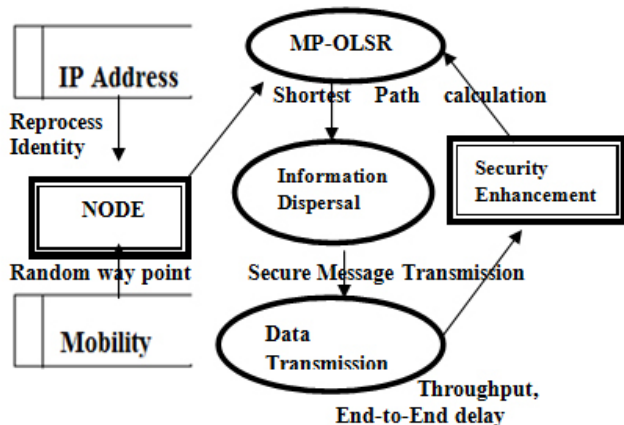 MP-OLSR
IP Address
Shortest Path calculation
Reprocess
Identity
Information
Dispersal
Security
Enhancement
NODE
Random way point
Secure Message Transmission
Mobility
Data
Transmission
Throughput,
End-to-End delay